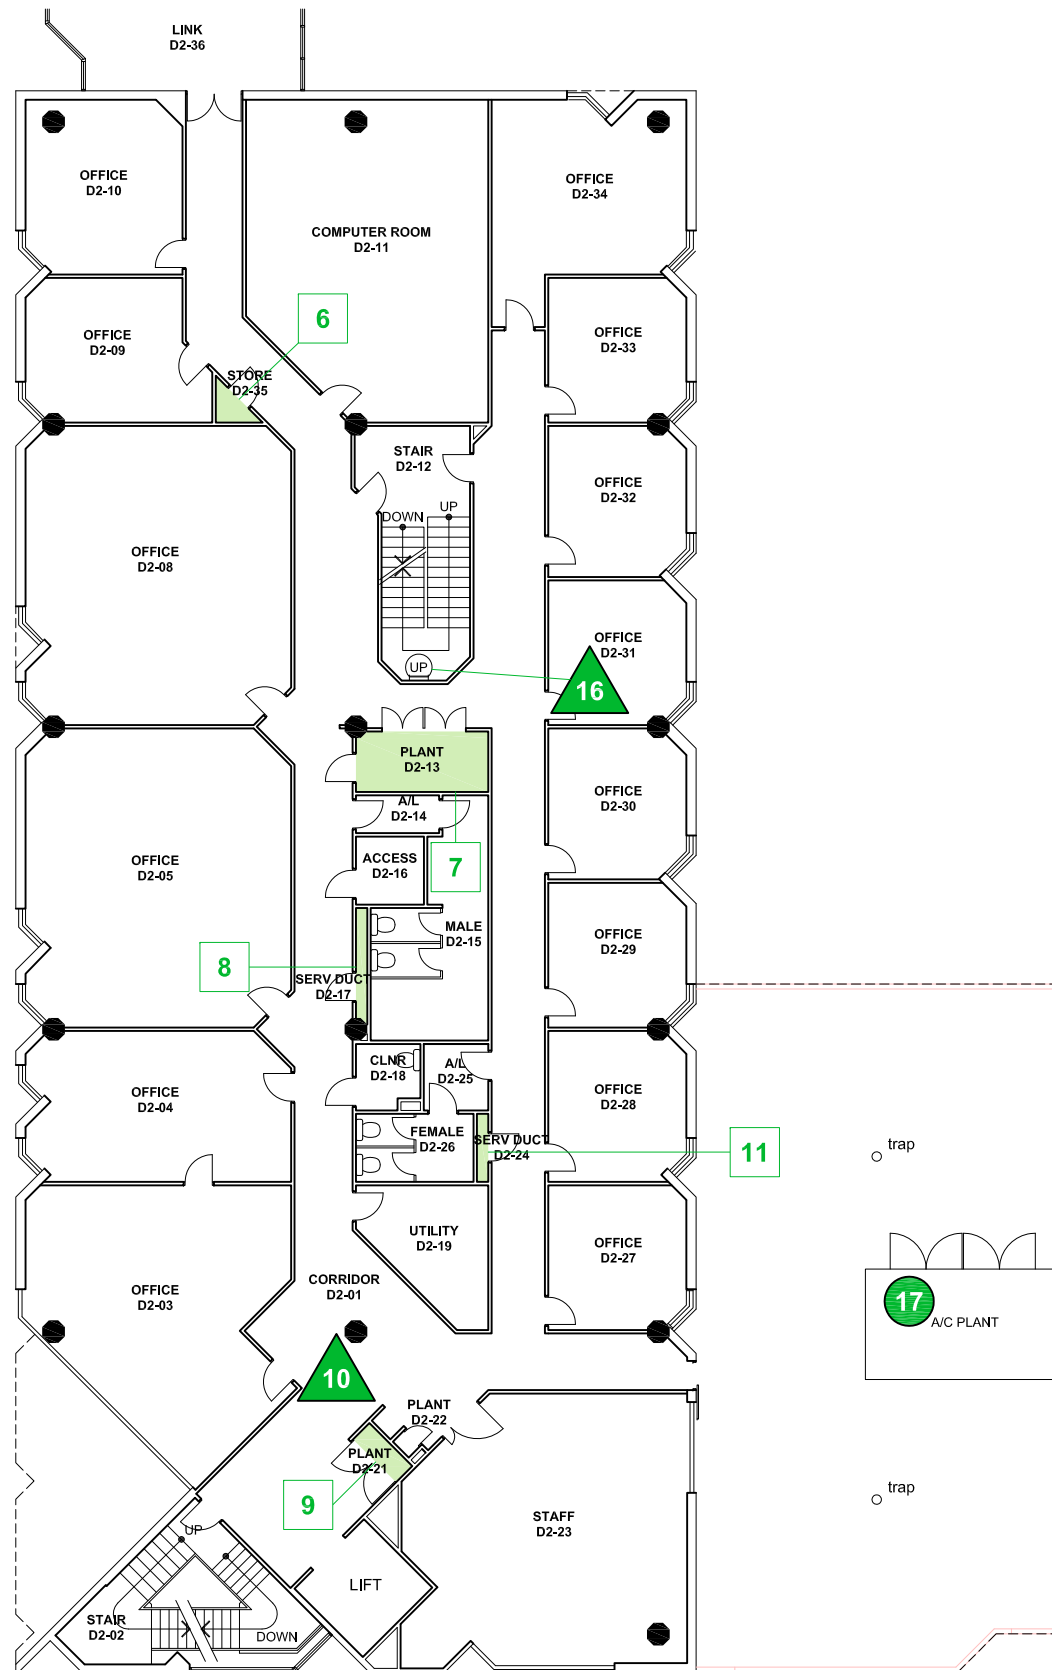 LINK
D2-36
OFFICE
D2-10
OFFICE
D2-34
COMPUTER ROOM
D2-11
6
OFFICE
D2-09
OFFICE
D2-33
STORE
D2-35
STAIR
D2-12
OFFICE
D2-32
UP
DOWN
OFFICE
D2-08
OFFICE
D2-31
UP
16
PLANT
D2-13
OFFICE
D2-30
A/L
D2-14
OFFICE
D2-05
ACCESS
D2-16
7
MALE
D2-15
OFFICE
D2-29
8
SERV DUCT
D2-17
CLNR
D2-18
A/L
D2-25
OFFICE
D2-04
OFFICE
D2-28
FEMALE
D2-26
SERV DUCT
D2-24
11
trap
UTILITY
D2-19
OFFICE
D2-27
CORRIDOR
D2-01
OFFICE
D2-03
17
A/C PLANT
10
PLANT
D2-22
PLANT
D2-21
9
trap
STAFF
D2-23
UP
LIFT
STAIR
D2-02
DOWN